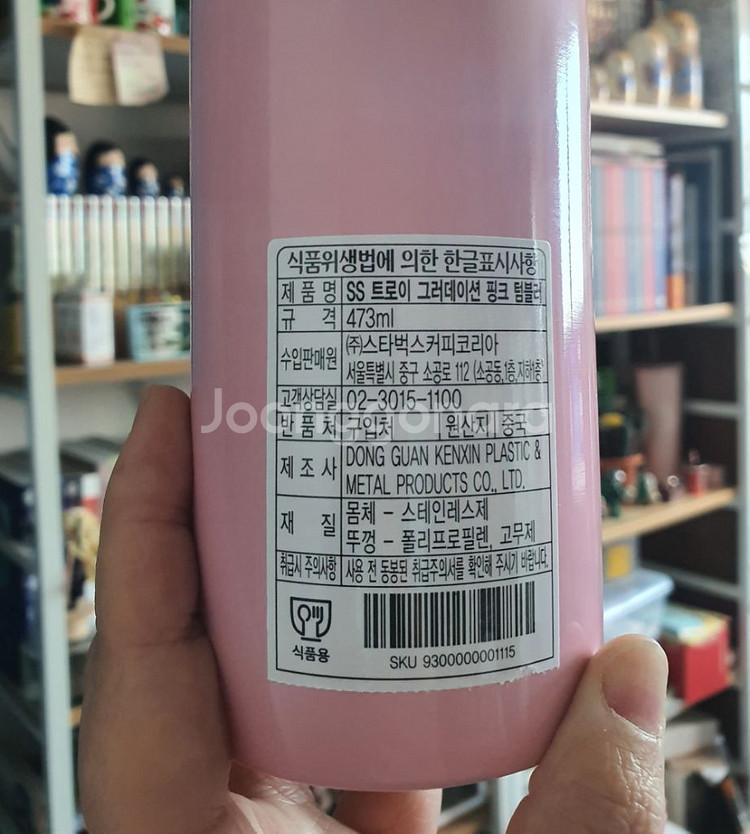 식품위생법에 의한 한글표시사항
제 품 명 SS 트로이 그러데이션 핑크 텀블러
규 격 473ml
수입판매원 (주)스타벅스커피코리아
서울특별시 중구 소공로 112 (소공동,1층,지하1층)
고객상담실 02-3015-1100
반 품 처 구입처 원산지 중국
제 조 사 DONG GUAN KENXIN PLASTIC &
METAL PRODUCTS CO., LTD.
재 질 몸체 - 스테인레스제
뚜껑 - 폴리프로필렌, 고무제
취급시 주의사항 사용 전 동봉된 취급주의서를 확인해 주시기 바랍니다.
식품용
SKU 9300000001115
Joonggonara